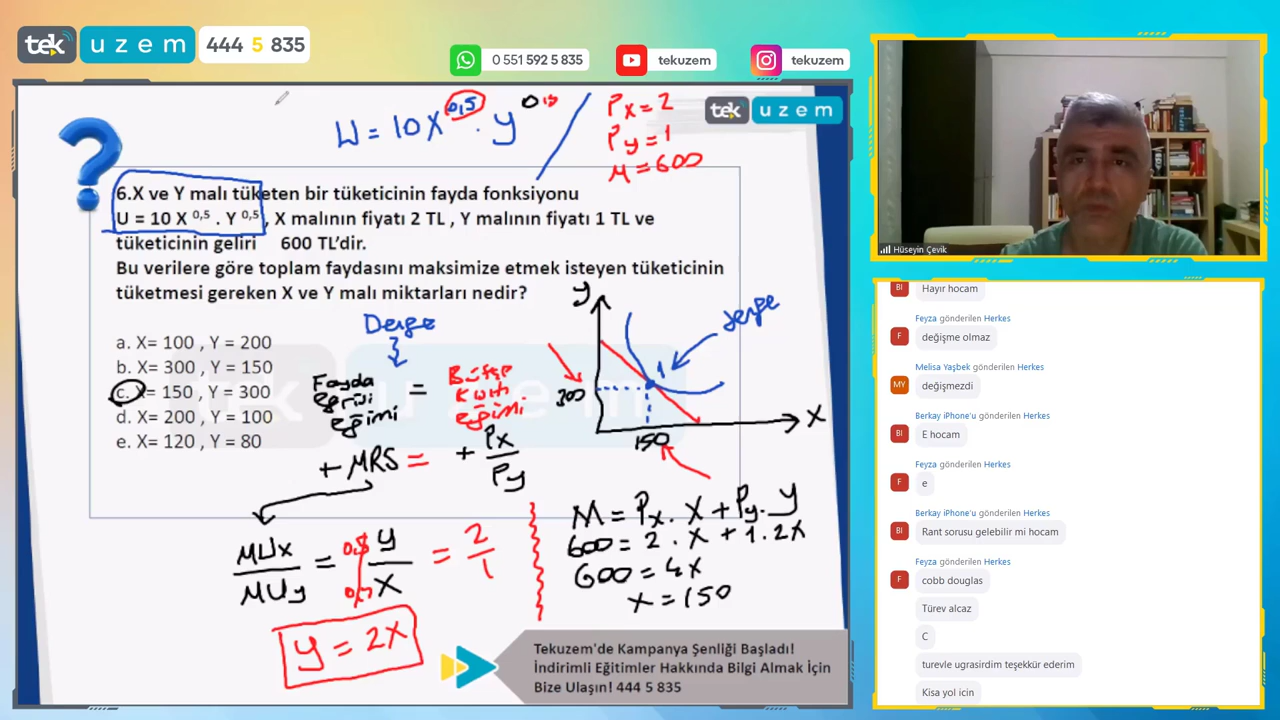 tek uzem 444 5 835
0 551 592 5 835
tekuzem
tekuzem
U = 10X^0,5 . y^0,5
Px = 2
Py = 1
M = 600
tek uzem
6.X ve Y malı tüketen bir tüketicinin fayda fonksiyonu
U = 10 X ^0,5 . Y ^0,5 , X malının fiyatı 2 TL , Y malının fiyatı 1 TL ve
tüketicinin geliri 600 TL'dir.
Bu verilere göre toplam faydasını maksimize etmek isteyen tüketicinin
tüketmesi gereken X ve Y malı miktarları nedir?
a. X= 100 , Y = 200
b. X= 300 , Y = 150
c. X= 150 , Y = 300
d. X= 200 , Y = 100
e. X= 120 , Y = 80
Denge
Fayda
eğrisi
eğimi
=
Bütçe
eğimi
+ MRS = + Px/Py
MUx/MUy = y/x = 2/1
y = 2X
y
denge
1
300
150
X
M = Px . X + Py . y
600 = 2 . X + 1 . 2X
600 = 4X
X = 150
Tekuzem'de Kampanya Şenliği Başladı!
İndirimli Eğitimler Hakkında Bilgi Almak İçin
Bize Ulaşın! 444 5 835
Hüseyin Çevik
BI
Hayır hocam
Feyza gönderilen Herkes
F
değişme olmaz
Melisa Yaşbek gönderilen Herkes
MY
değişmezdi
Berkay iPhone'u gönderilen Herkes
BI
E hocam
Feyza gönderilen Herkes
F
e
Berkay iPhone'u gönderilen Herkes
BI
Rant sorusu gelebilir mi hocam
Feyza gönderilen Herkes
F
cobb douglas
Türev alcaz
C
turevle ugrasirdim teşekkür ederim
Kisa yol icin